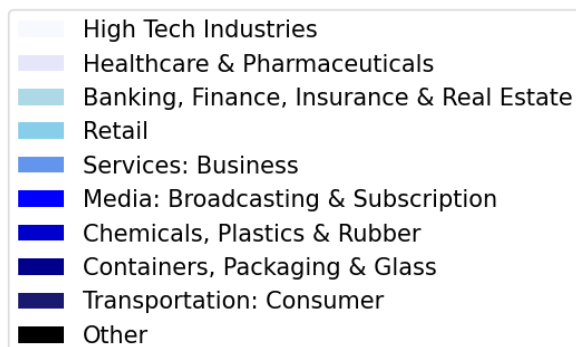 High Tech Industries
Healthcare & Pharmaceuticals
Banking, Finance, Insurance & Real Estate
Retail
Services: Business
Media: Broadcasting & Subscription
Chemicals, Plastics & Rubber
Containers, Packaging & Glass
Transportation: Consumer
Other